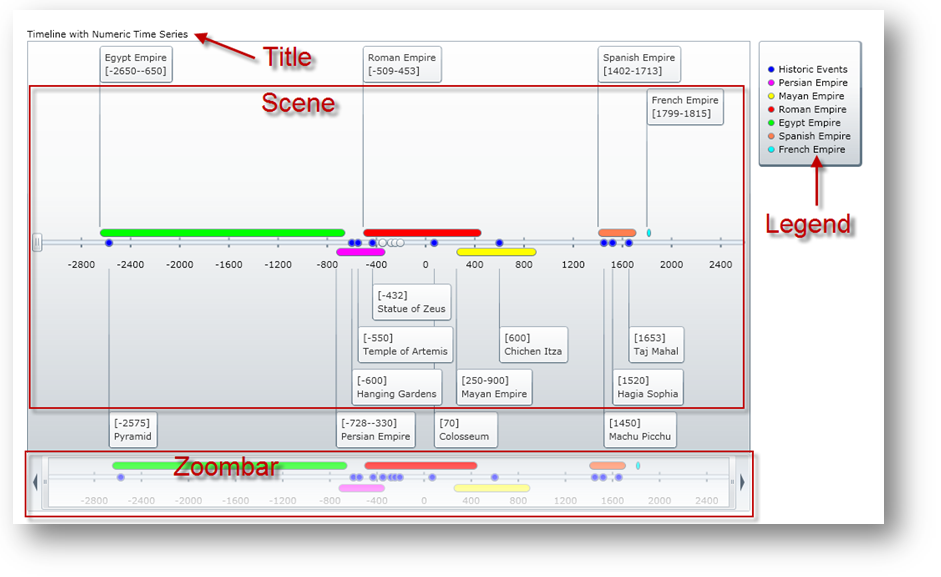 Timeline with Numeric Time Series
Title
Egypt Empire
[-2650--650]
Roman Empire
[-509-453]
Spanish Empire
[1402-1713]
French Empire
[1799-1815]
Scene
Historic Events
Persian Empire
Mayan Empire
Roman Empire
Egypt Empire
Spanish Empire
French Empire
Legend
-2800 -2400 -2000 -1600 -1200 -800 -400 0 400 800 1200 1600 2000 2400
[-432]
Statue of Zeus
[-550]
Temple of Artemis
[600]
Chichen Itza
[1653]
Taj Mahal
[-600]
Hanging Gardens
[250-900]
Mayan Empire
[1520]
Hagia Sophia
[-2575]
Pyramid
[-728--330]
Persian Empire
[70]
Colosseum
[1450]
Machu Picchu
Zoombar
-2800 -2400 -2000 -1600 -1200 -800 -400 0 400 800 1200 1600 2000 2400